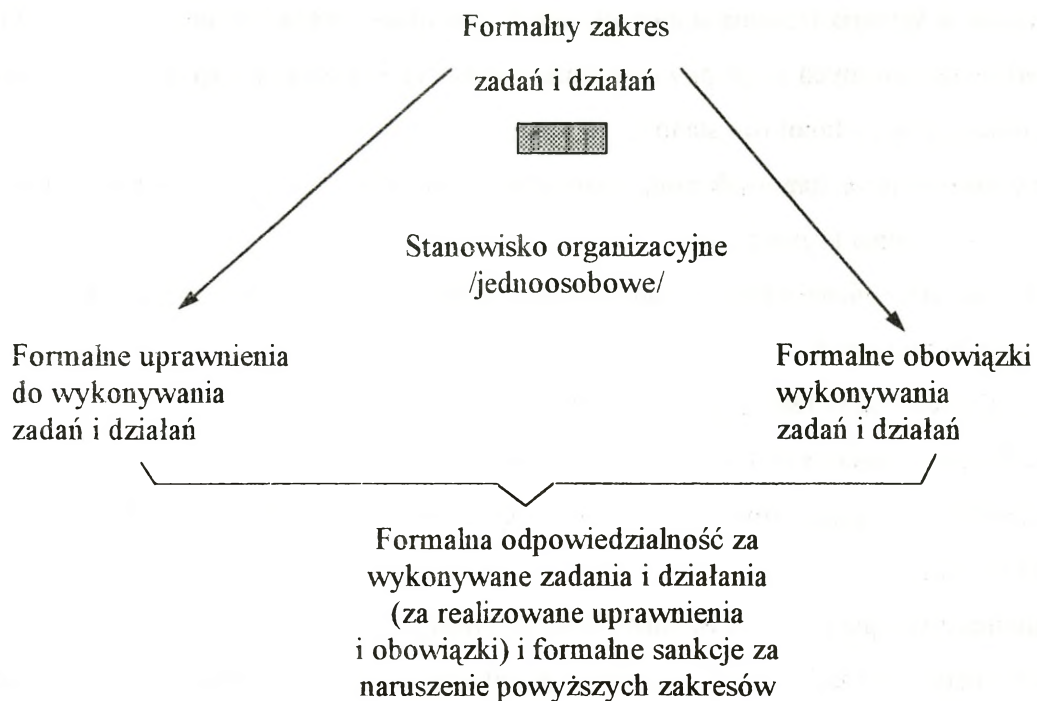 Formalny zakres
zadań i działań
Stanowisko organizacyjne
/jednoosobowe/
Formalne uprawnienia
do wykonywania
zadań i działań
Formalne obowiązki
wykonywania
zadań i działań
Formalna odpowiedzialność za
wykonywane zadania i działania
(za realizowane uprawnienia
i obowiązki) i formalne sankcje za
naruszenie powyższych zakresów